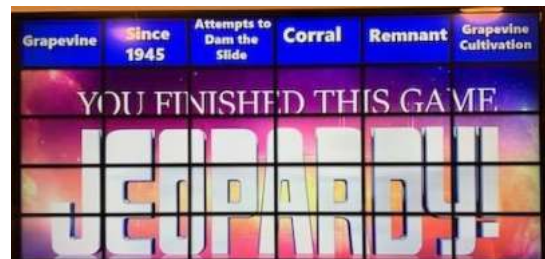 Grapevine
Since
1945
Attempts to
Dam the
Slide
Corral
Remnant
Grapevine
Cultivation
YOU FINISHED THIS GAME
JEOPARDY!